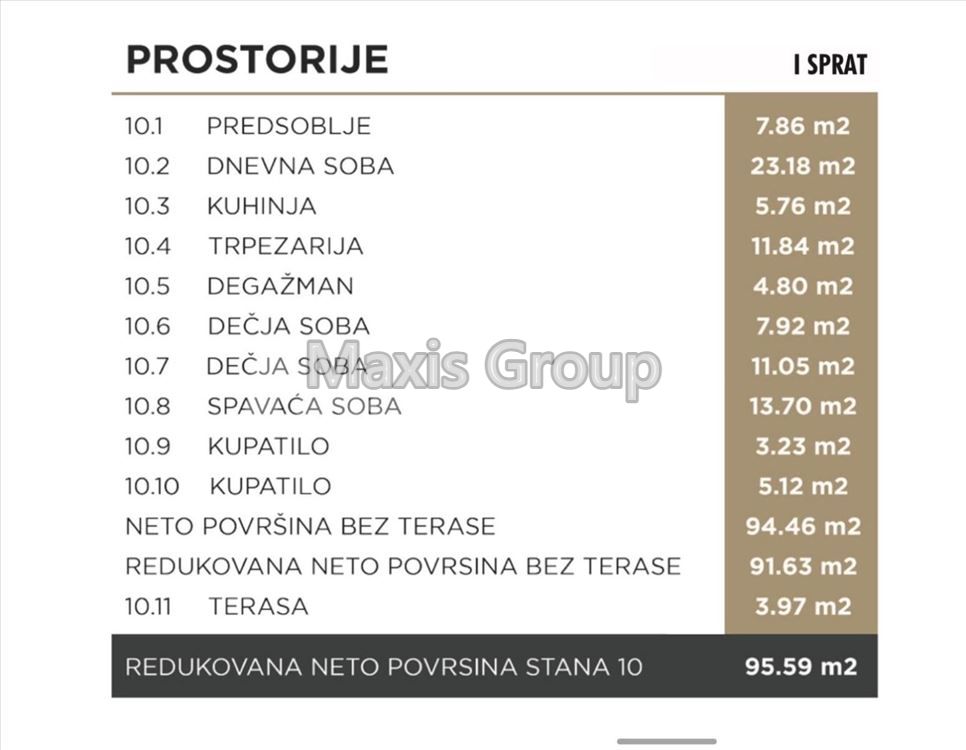 PROSTORIJE I SPRAT
10.1 PREDSOBLJE 7.86 m2
10.2 DNEVNA SOBA 23.18 m2
10.3 KUHINJA 5.76 m2
10.4 TRPEZARIJA 11.84 m2
10.5 DEGAŽMAN 4.80 m2
10.6 DEČJA SOBA 7.92 m2
10.7 DEČJA SOBA 11.05 m2
Maxis Group
10.8 SPAVAĆA SOBA 13.70 m2
10.9 KUPATILO 3.23 m2
10.10 KUPATILO 5.12 m2
NETO POVRŠINA BEZ TERASE 94.46 m2
REDUKOVANA NETO POVRSINA BEZ TERASE 91.63 m2
10.11 TERASA 3.97 m2
REDUKOVANA NETO POVRSINA STANA 10 95.59 m2